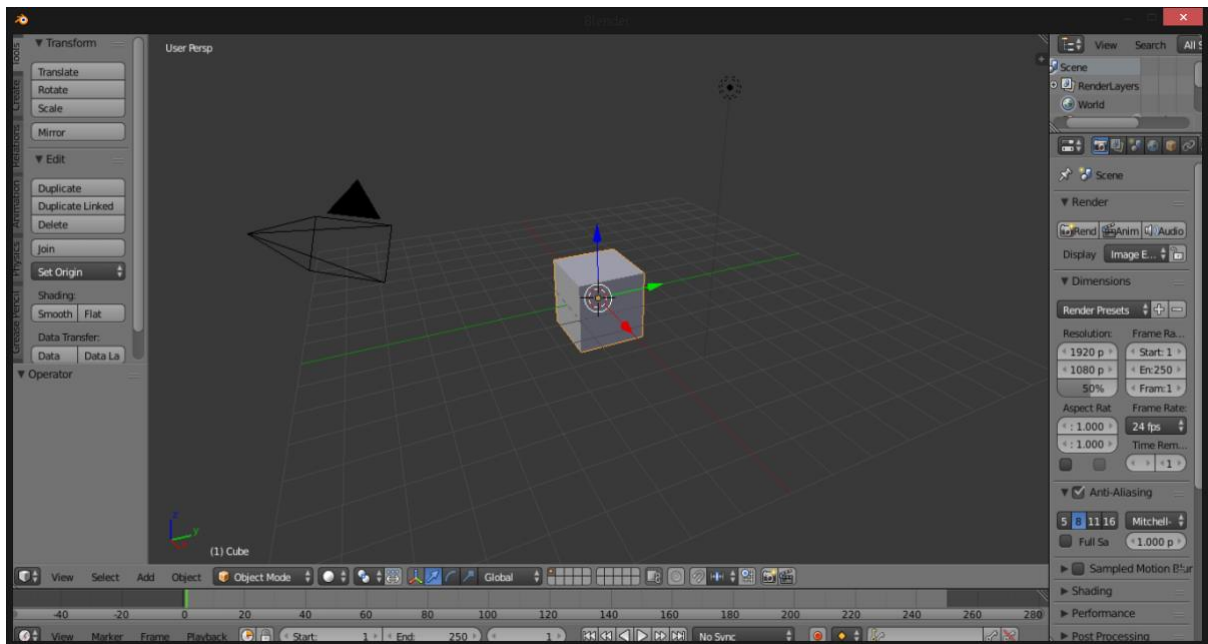 Blender
Transform
Translate
Rotate
Scale
Mirror
Edit
Duplicate
Duplicate Linked
Delete
Join
Set Origin
Shading:
Smooth Flat
Data Transfer:
Data Data La
Operator
Tools
Create
Relations
Animation
Physics
Grease Pencil
User Persp
z
y
(1) Cube
View Search All S
Scene
RenderLayers
World
Scene
Render
Rend Anim Audio
Display Image E...
Dimensions
Render Presets
Resolution: Frame Ra...
1920 p Start: 1
1080 p En:250
50% Fram:1
Aspect Rat Frame Rate:
: 1.000 24 fps
: 1.000 Time Rem...
1
Anti-Aliasing
5 8 11 16 Mitchell-
Full Sa 1.000 p
Sampled Motion Blur
Shading
Performance
Post Processing
View Select Add Object Object Mode Global
-40 -20 0 20 40 60 80 100 120 140 160 180 200 220 240 260 280
View Marker Frame Playback Start: 1 End: 250 1 No Sync